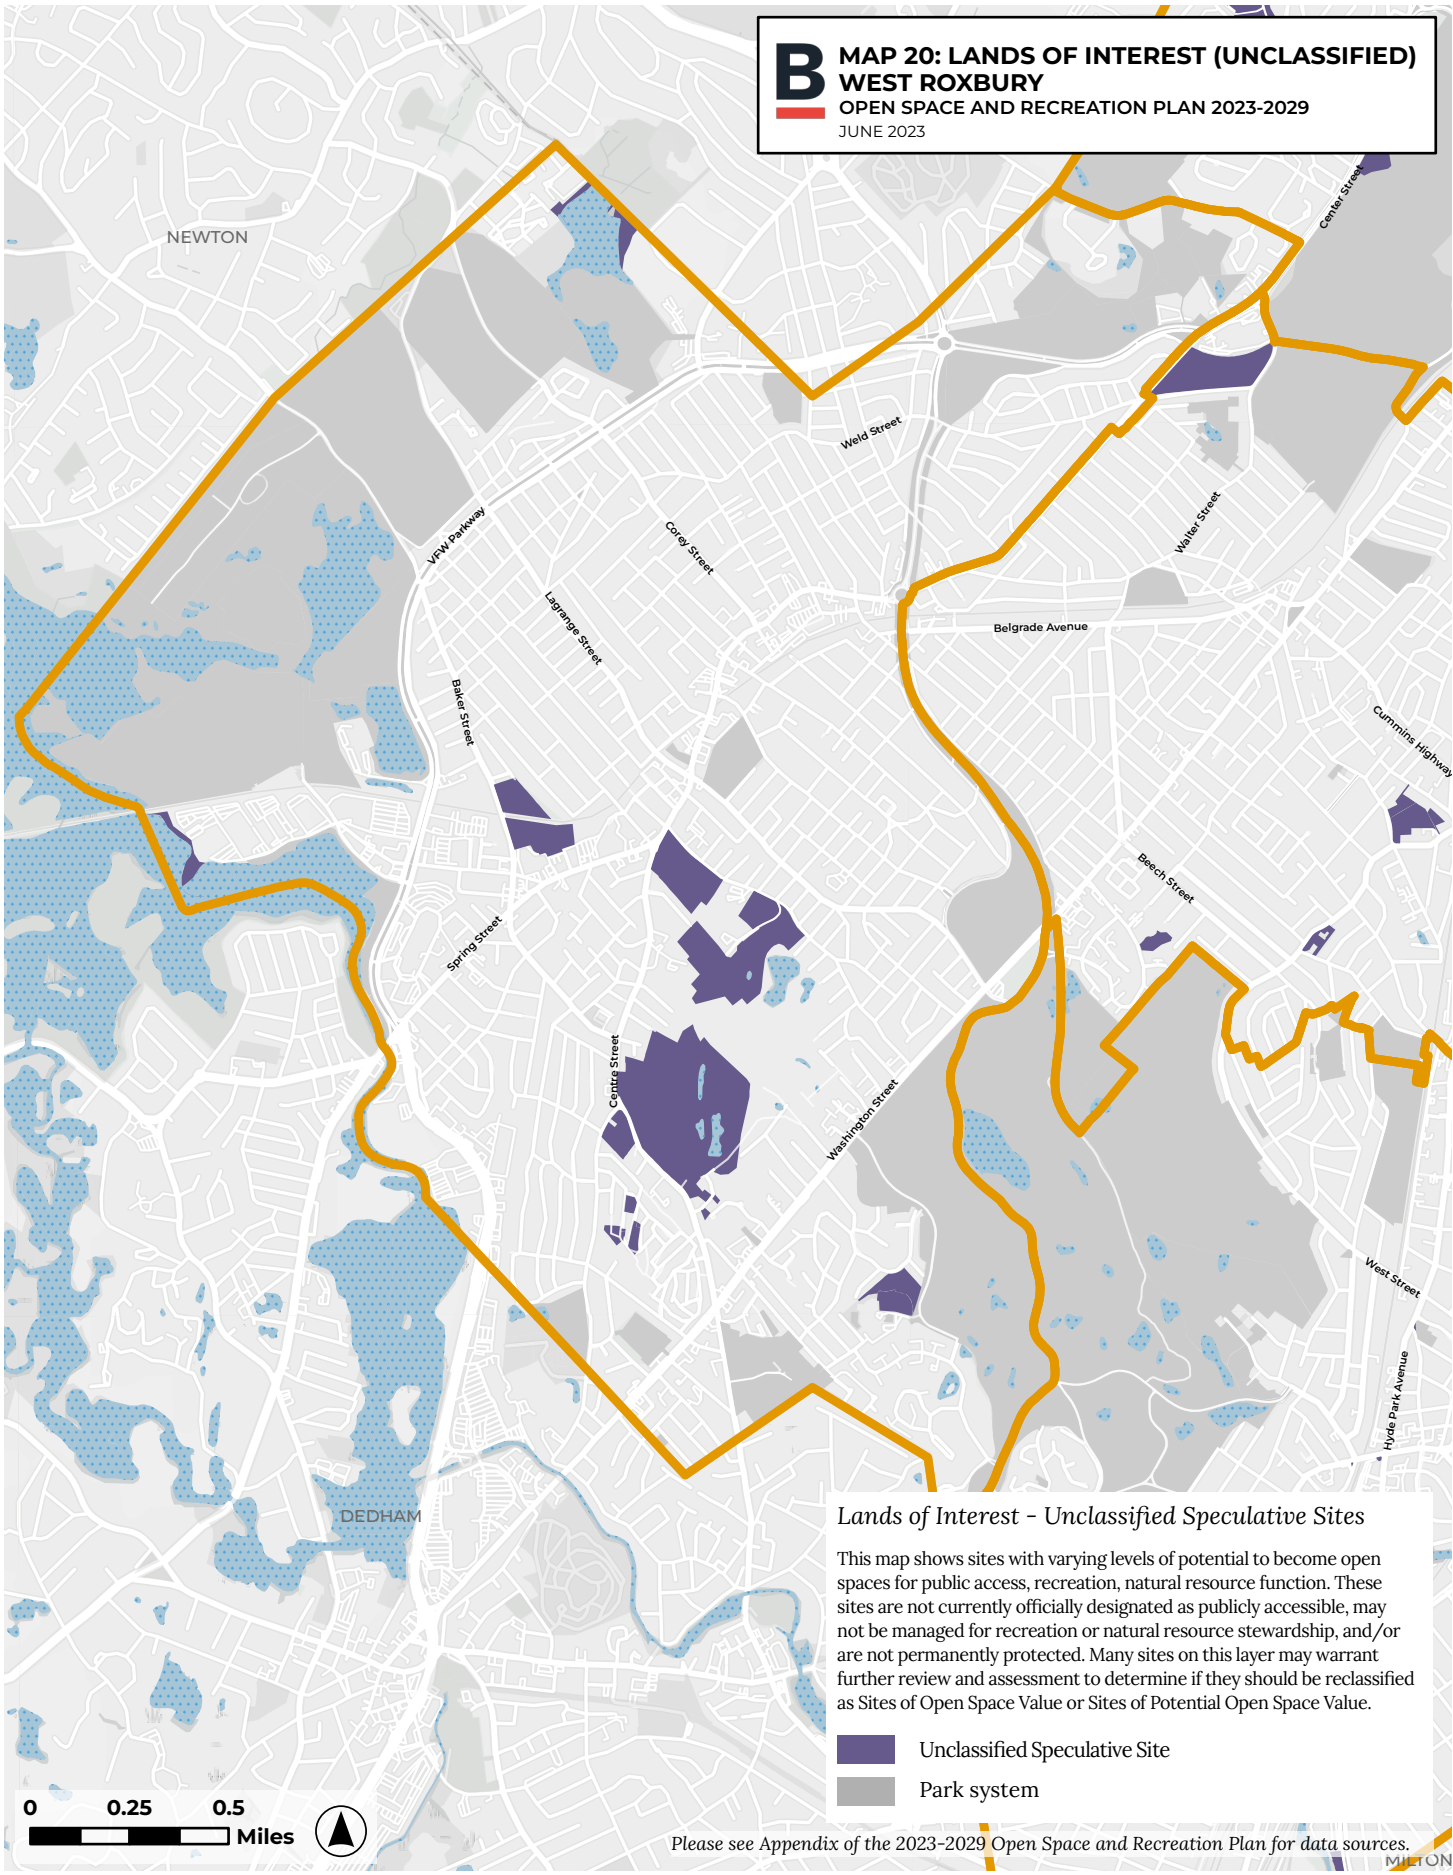 B
MAP 20: LANDS OF INTEREST (UNCLASSIFIED)
WEST ROXBURY
OPEN SPACE AND RECREATION PLAN 2023-2029
JUNE 2023
Center Street
NEWTON
Weld Street
VFW Parkway
Corey Street
Walter Street
Lagrange Street
Belgrade Avenue
Baker Street
Cummins Highway
Beech Street
Spring Street
Centre Street
Washington Street
West Street
Hyde Park Avenue
DEDHAM
Lands of Interest - Unclassified Speculative Sites
This map shows sites with varying levels of potential to become open
spaces for public access, recreation, natural resource function. These
sites are not currently officially designated as publicly accessible, may
not be managed for recreation or natural resource stewardship, and/or
are not permanently protected. Many sites on this layer may warrant
further review and assessment to determine if they should be reclassified
as Sites of Open Space Value or Sites of Potential Open Space Value.
Unclassified Speculative Site
Park system
0 0.25 0.5
Miles
Please see Appendix of the 2023-2029 Open Space and Recreation Plan for data sources.
MILTON